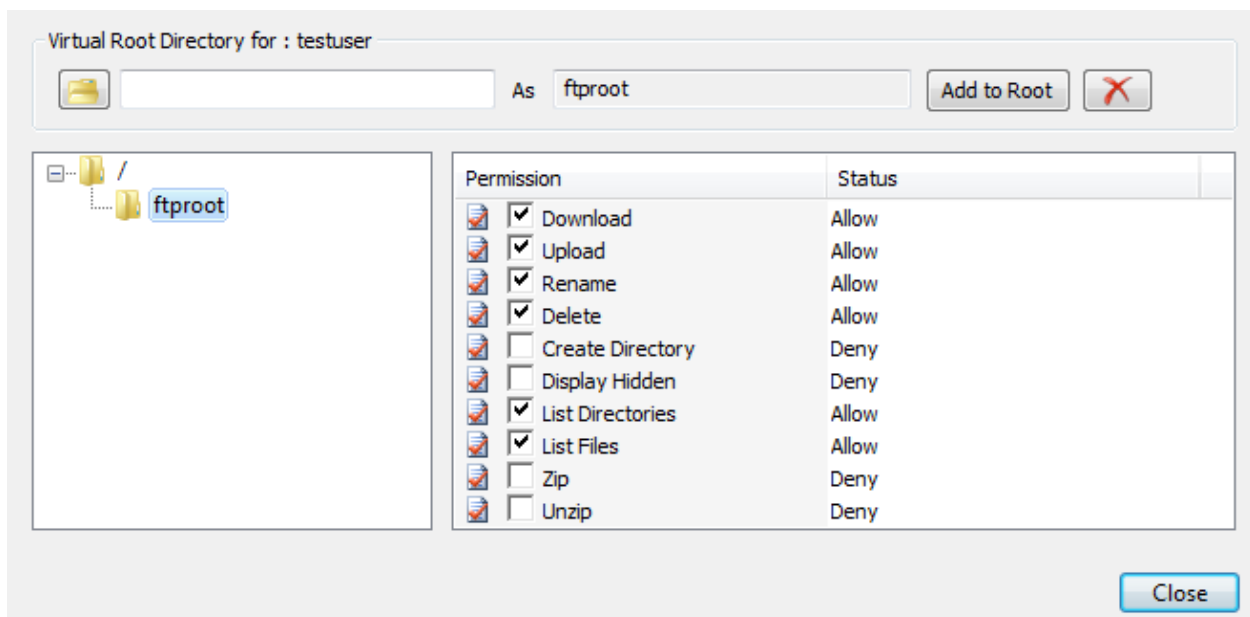 Virtual Root Directory for : testuser
As ftproot Add to Root
/
ftproot
Permission Status
Download Allow
Upload Allow
Rename Allow
Delete Allow
Create Directory Deny
Display Hidden Deny
List Directories Allow
List Files Allow
Zip Deny
Unzip Deny
Close